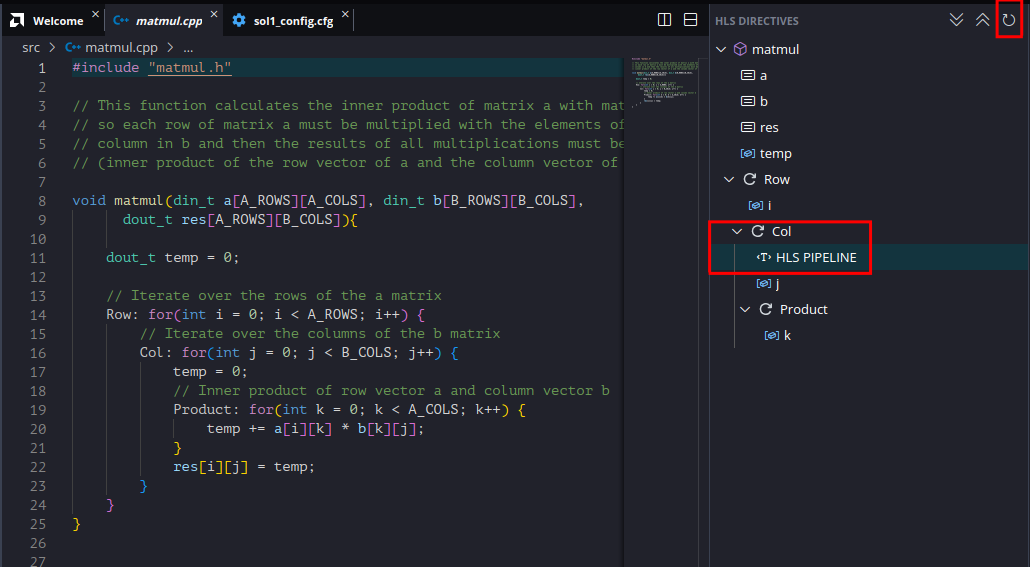 Welcome
matmul.cpp
sol1_config.cfg
HLS DIRECTIVES
src > matmul.cpp > ...
1 #include "matmul.h"
2
3 // This function calculates the inner product of matrix a with mat
4 // so each row of matrix a must be multiplied with the elements of
5 // column in b and then the results of all multiplications must be
6 // (inner product of the row vector of a and the column vector of
7
8 void matmul(din_t a[A_ROWS][A_COLS], din_t b[B_ROWS][B_COLS],
9 dout_t res[A_ROWS][B_COLS]){
10
11 dout_t temp = 0;
12
13 // Iterate over the rows of the a matrix
14 Row: for(int i = 0; i < A_ROWS; i++) {
15 // Iterate over the columns of the b matrix
16 Col: for(int j = 0; j < B_COLS; j++) {
17 temp = 0;
18 // Inner product of row vector a and column vector b
19 Product: for(int k = 0; k < A_COLS; k++) {
20 temp += a[i][k] * b[k][j];
21 }
22 res[i][j] = temp;
23 }
24 }
25 }
26
27
matmul
a
b
res
temp
Row
i
Col
HLS PIPELINE
j
Product
k